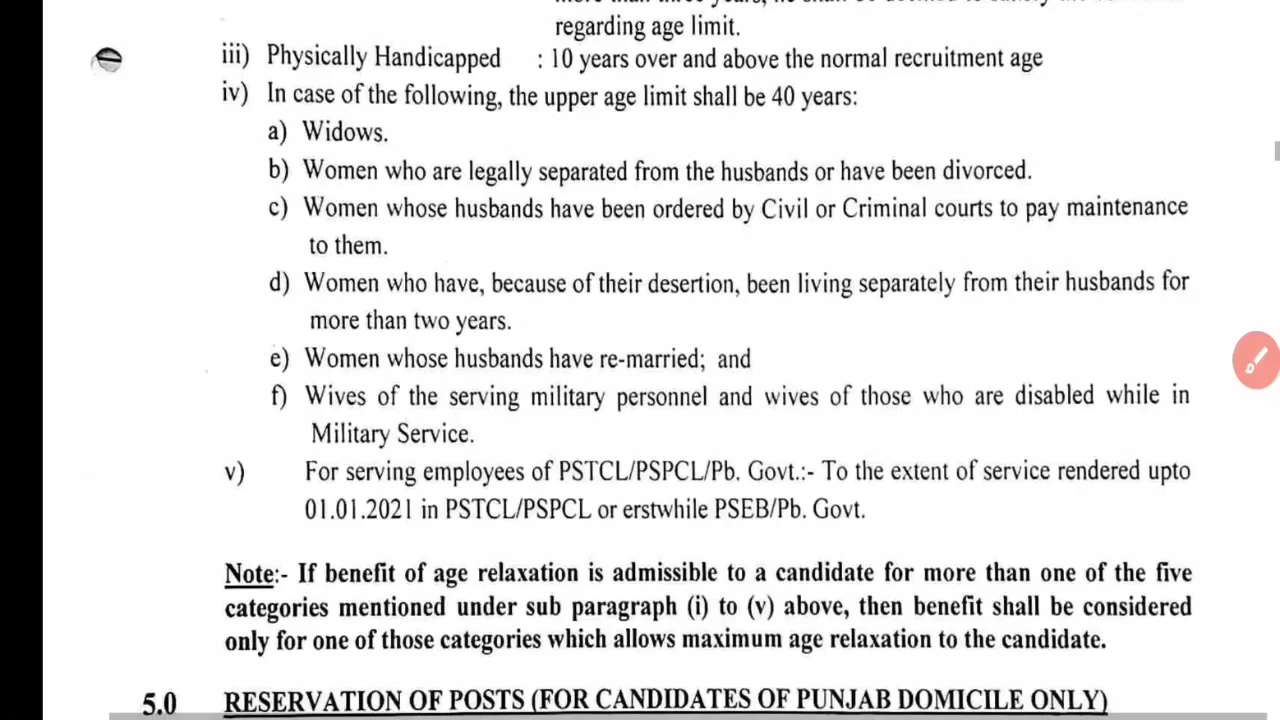 regarding age limit.
iii) Physically Handicapped : 10 years over and above the normal recruitment age
iv) In case of the following, the upper age limit shall be 40 years:
a) Widows.
b) Women who are legally separated from the husbands or have been divorced.
c) Women whose husbands have been ordered by Civil or Criminal courts to pay maintenance
to them.
d) Women who have, because of their desertion, been living separately from their husbands for
more than two years.
e) Women whose husbands have re-married; and
f) Wives of the serving military personnel and wives of those who are disabled while in
Military Service.
v) For serving employees of PSTCL/PSPCL/Pb. Govt.:- To the extent of service rendered upto
01.01.2021 in PSTCL/PSPCL or erstwhile PSEB/Pb. Govt.
Note:- If benefit of age relaxation is admissible to a candidate for more than one of the five
categories mentioned under sub paragraph (i) to (v) above, then benefit shall be considered
only for one of those categories which allows maximum age relaxation to the candidate.
5.0 RESERVATION OF POSTS (FOR CANDIDATES OF PUNJAB DOMICILE ONLY)